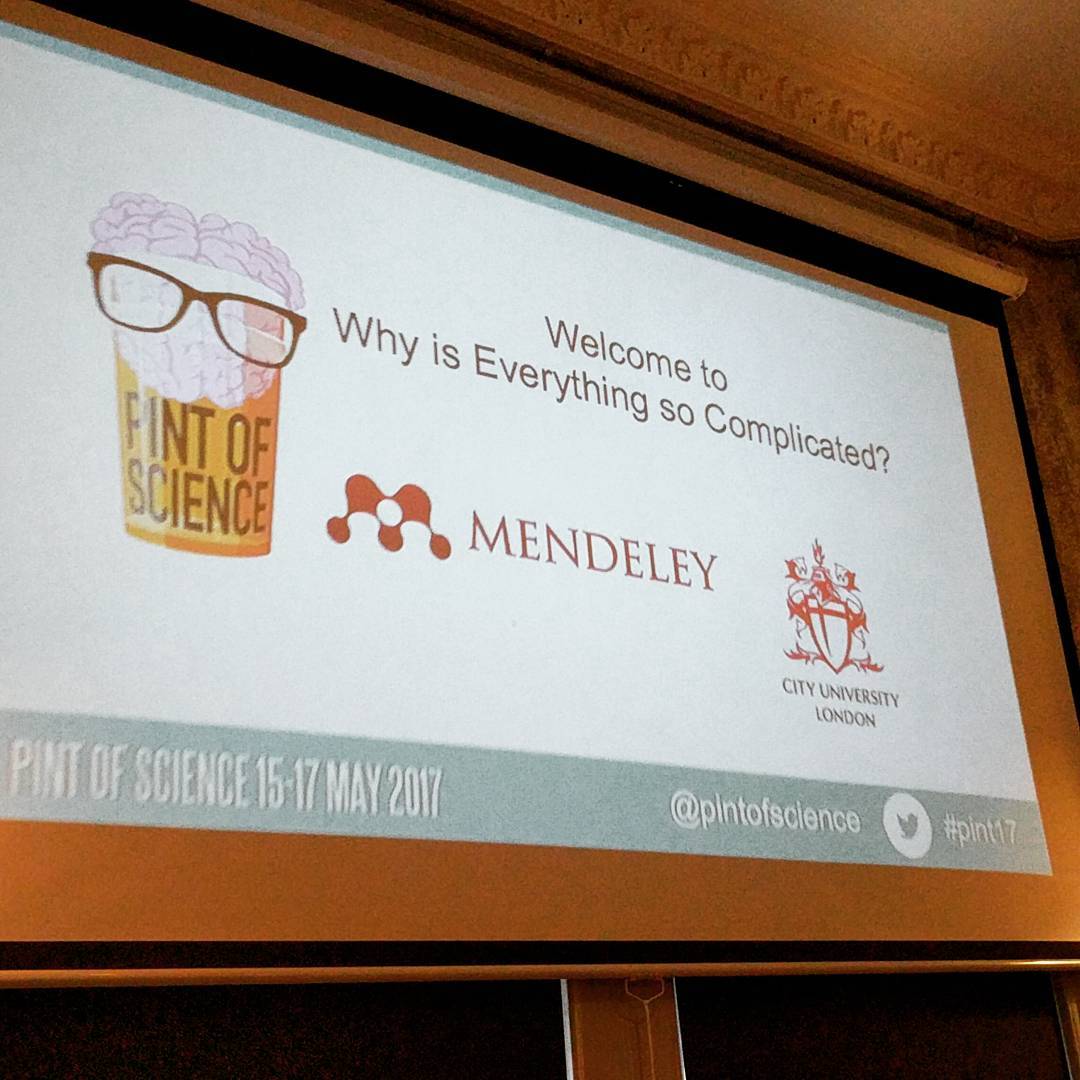 Welcome to
Why is Everything so Complicated?
PINT OF
SCIENCE
MENDELEY
CITY UNIVERSITY
LONDON
PINT OF SCIENCE 15-17 MAY 2017
@pintofscience
#pint17